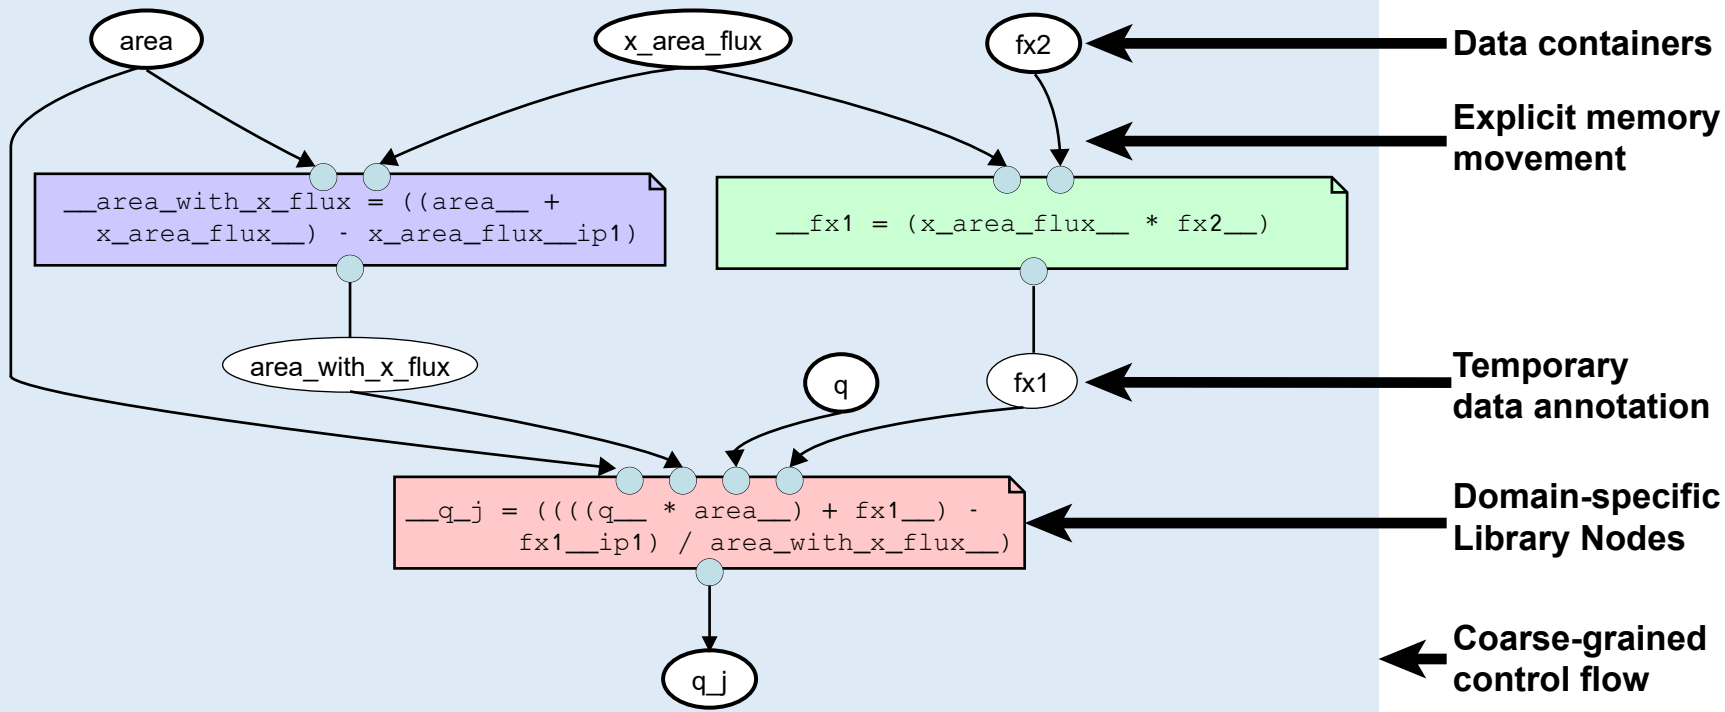 area
x_area_flux
fx2
Data containers
Explicit memory
movement
__area_with_x_flux = ((area__ +
x_area_flux__) - x_area_flux__ip1)
__fx1 = (x_area_flux__ * fx2__)
area_with_x_flux
q
fx1
Temporary
data annotation
__q_j = ((((q__ * area__) + fx1__) -
fx1__ip1) / area_with_x_flux__)
Domain-specific
Library Nodes
q_j
Coarse-grained
control flow